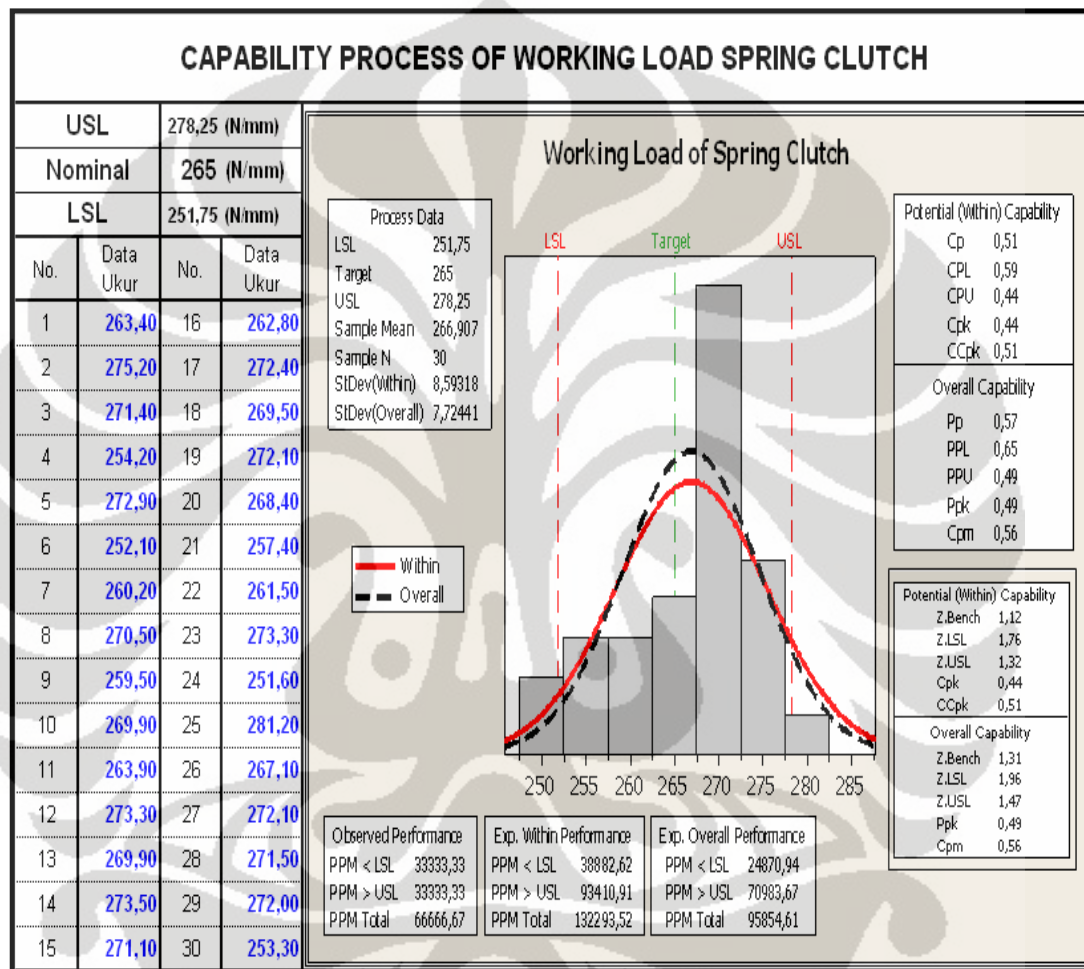 CAPABILITY PROCESS OF WORKING LOAD SPRING CLUTCH
USL 278,25 (N/mm)
Nominal 265 (N/mm)
LSL 251,75 (N/mm)
No. Data Ukur No. Data Ukur
1 263,40 16 262,80
2 275,20 17 272,40
3 271,40 18 269,50
4 254,20 19 272,10
5 272,90 20 268,40
6 252,10 21 257,40
7 260,20 22 261,50
8 270,50 23 273,30
9 259,50 24 251,60
10 269,90 25 281,20
11 263,90 26 267,10
12 273,30 27 272,10
13 269,90 28 271,50
14 273,50 29 272,00
15 271,10 30 253,30
Working Load of Spring Clutch
Process Data
LSL 251,75
Target 265
USL 278,25
Sample Mean 266,907
Sample N 30
StDev(Within) 8,59318
StDev(Overall) 7,72441
Within
Overall
LSL Target USL
250 255 260 265 270 275 280 285
Potential (Within) Capability
Cp 0,51
CPL 0,59
CPU 0,44
Cpk 0,44
CCpk 0,51
Overall Capability
Pp 0,57
PPL 0,65
PPU 0,49
Ppk 0,49
Cpm 0,56
Potential (Within) Capability
Z.Bench 1,12
Z.LSL 1,76
Z.USL 1,32
Cpk 0,44
CCpk 0,51
Overall Capability
Z.Bench 1,31
Z.LSL 1,96
Z.USL 1,47
Ppk 0,49
Cpm 0,56
Observed Performance
PPM < LSL 33333,33
PPM > USL 33333,33
PPM Total 66666,67
Exp. Within Performance
PPM < LSL 38882,62
PPM > USL 93410,91
PPM Total 132293,52
Exp. Overall Performance
PPM < LSL 24870,94
PPM > USL 70983,67
PPM Total 95854,61